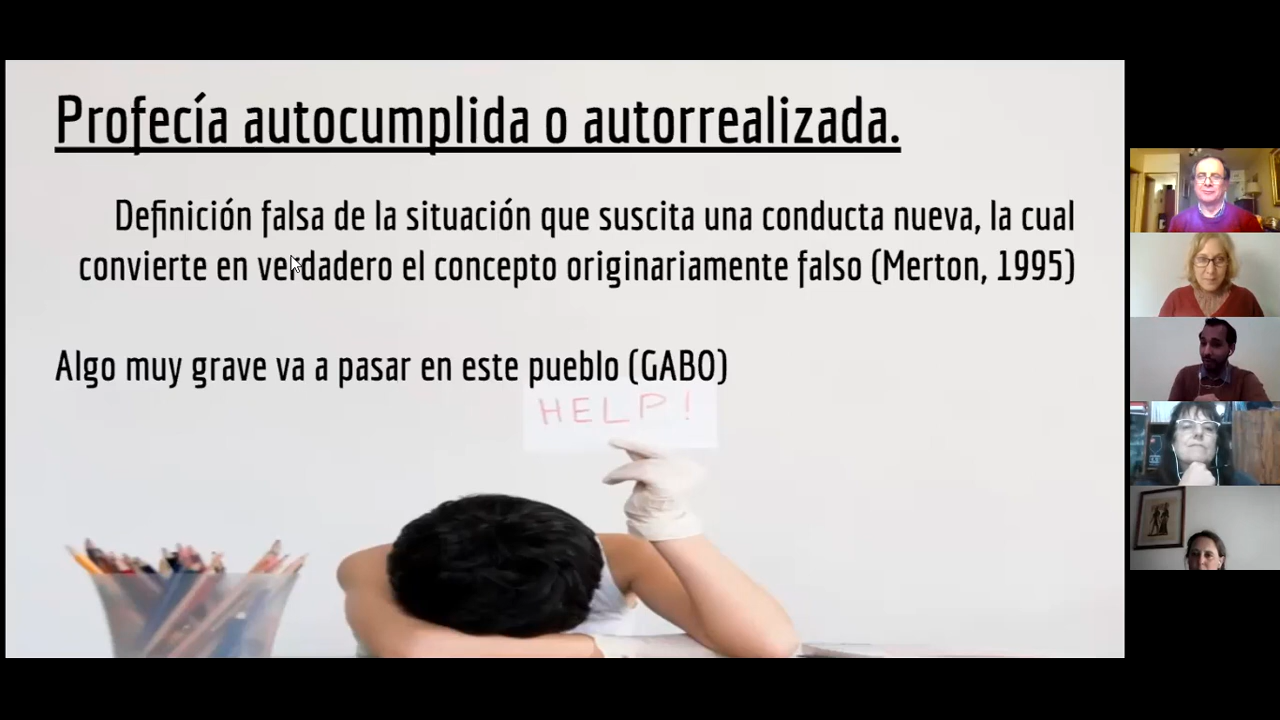 Profecía autocumplida o autorrealizada.
Definición falsa de la situación que suscita una conducta nueva, la cual
convierte en verdadero el concepto originariamente falso (Merton, 1995)
Algo muy grave va a pasar en este pueblo (GABO)
HELP!